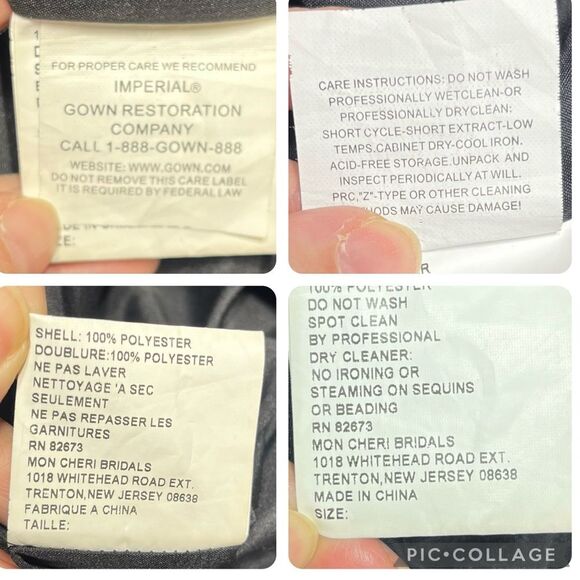 FOR PROPER CARE WE RECOMMEND
IMPERIAL®
GOWN RESTORATION
COMPANY
CALL 1-888-GOWN-888
WEBSITE: WWW.GOWN.COM
DO NOT REMOVE THIS CARE LABEL
IT IS REQUIRED BY FEDERAL LAW
CARE INSTRUCTIONS: DO NOT WASH
PROFESSIONALLY WETCLEAN-OR
PROFESSIONALLY DRYCLEAN:
SHORT CYCLE-SHORT EXTRACT-LOW
TEMPS.CABINET DRY-COOL IRON.
ACID-FREE STORAGE.UNPACK AND
INSPECT PERIODICALLY AT WILL.
PRC,"Z"-TYPE OR OTHER CLEANING
MAY CAUSE DAMAGE!
SHELL: 100% POLYESTER
DOUBLURE:100% POLYESTER
NE PAS LAVER
NETTOYAGE 'A SEC
SEULEMENT
NE PAS REPASSER LES
GARNITURES
RN 82673
MON CHERI BRIDALS
1018 WHITEHEAD ROAD EXT.
TRENTON,NEW JERSEY 08638
FABRIQUE A CHINA
TAILLE:
100% POLYESTER
DO NOT WASH
SPOT CLEAN
BY PROFESSIONAL
DRY CLEANER:
NO IRONING OR
STEAMING ON SEQUINS
OR BEADING
RN 82673
MON CHERI BRIDALS
1018 WHITEHEAD ROAD EXT.
TRENTON,NEW JERSEY 08638
MADE IN CHINA
SIZE:
PIC•COLLAGE